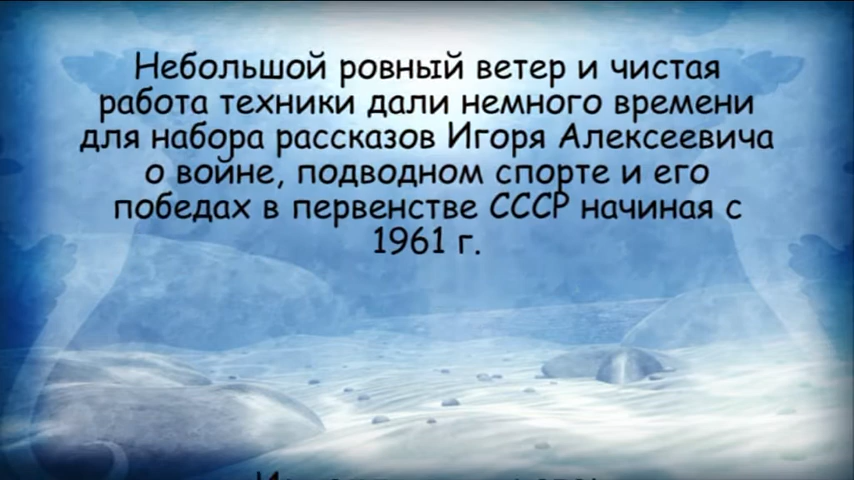 Небольшой ровный ветер и чистая
работа техники дали немного времени
для набора рассказов Игоря Алексеевича
о войне, подводном спорте и его
победах в первенстве СССР начиная с
1961 г.